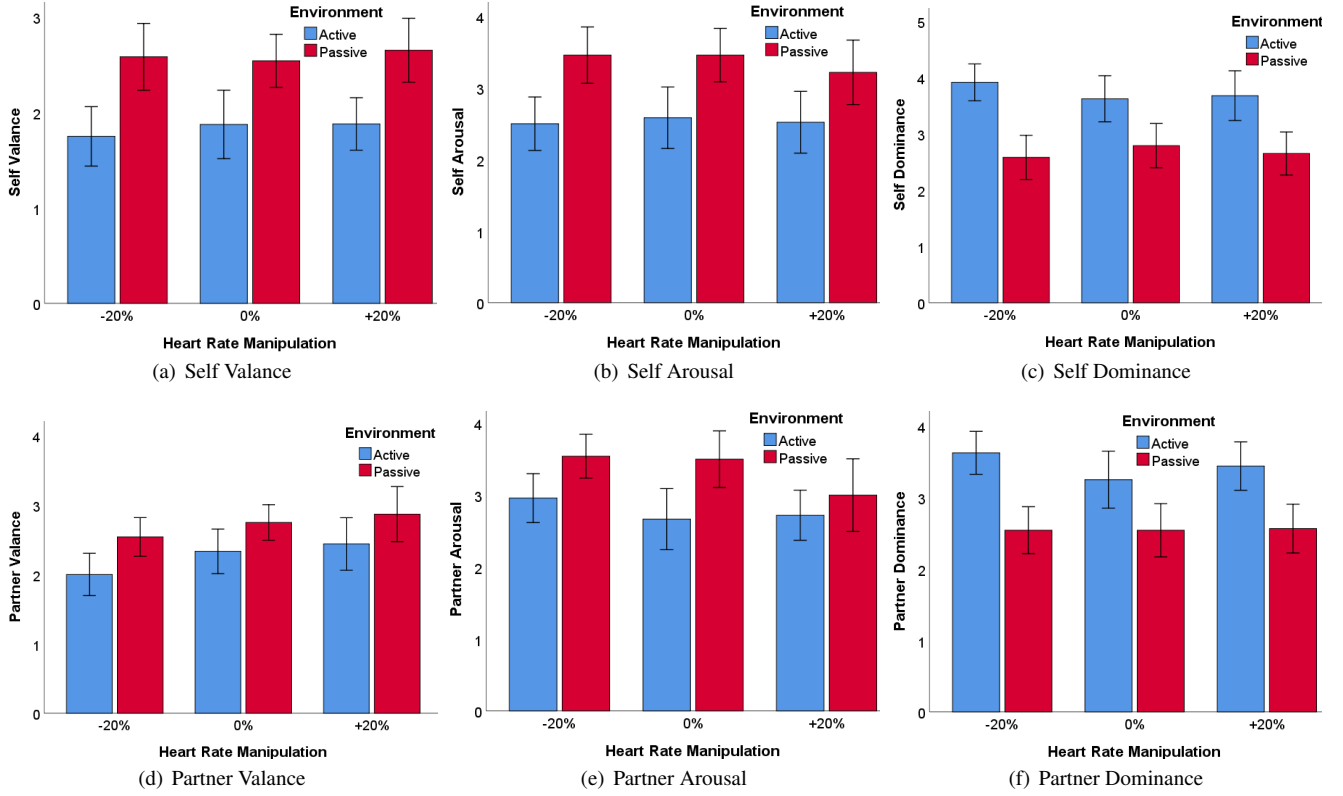 Environment
Active
Passive
3
2
1
0
Self Valance
-20%
0%
+20%
Heart Rate Manipulation
(a) Self Valance
Environment
Active
Passive
4
3
2
1
0
Self Arousal
-20%
0%
+20%
Heart Rate Manipulation
(b) Self Arousal
Environment
Active
Passive
5
4
3
2
1
0
Self Dominance
-20%
0%
+20%
Heart Rate Manipulation
(c) Self Dominance
Environment
Active
Passive
4
3
2
1
0
Partner Valance
-20%
0%
+20%
Heart Rate Manipulation
(d) Partner Valance
Environment
Active
Passive
4
3
2
1
0
Partner Arousal
-20%
0%
+20%
Heart Rate Manipulation
(e) Partner Arousal
Environment
Active
Passive
4
3
2
1
0
Partner Dominance
-20%
0%
+20%
Heart Rate Manipulation
(f) Partner Dominance